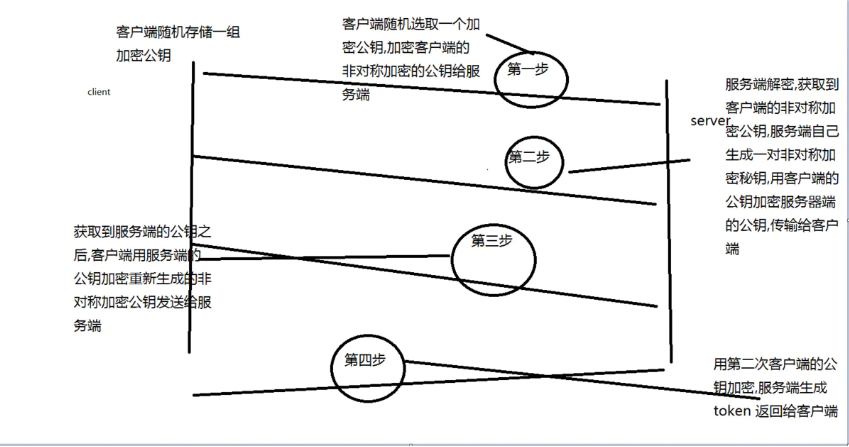 客户端随机存储一组
加密公钥
client
客户端随机选取一个加
密公钥,加密客户端的
非对称加密的公钥给服
务端
第一步
服务端解密,获取到
客户端的非对称加
密公钥,服务端自己
生成一对非对称加
密秘钥,用客户端的
公钥加密服务器端
的公钥,传输给客户
端
server
第二步
获取到服务端的公钥之
后,客户端用服务端的
公钥加密重新生成的非
对称加密公钥发送给服
务端
第三步
第四步
用第二次客户端的公
钥加密,服务端生成
token 返回给客户端